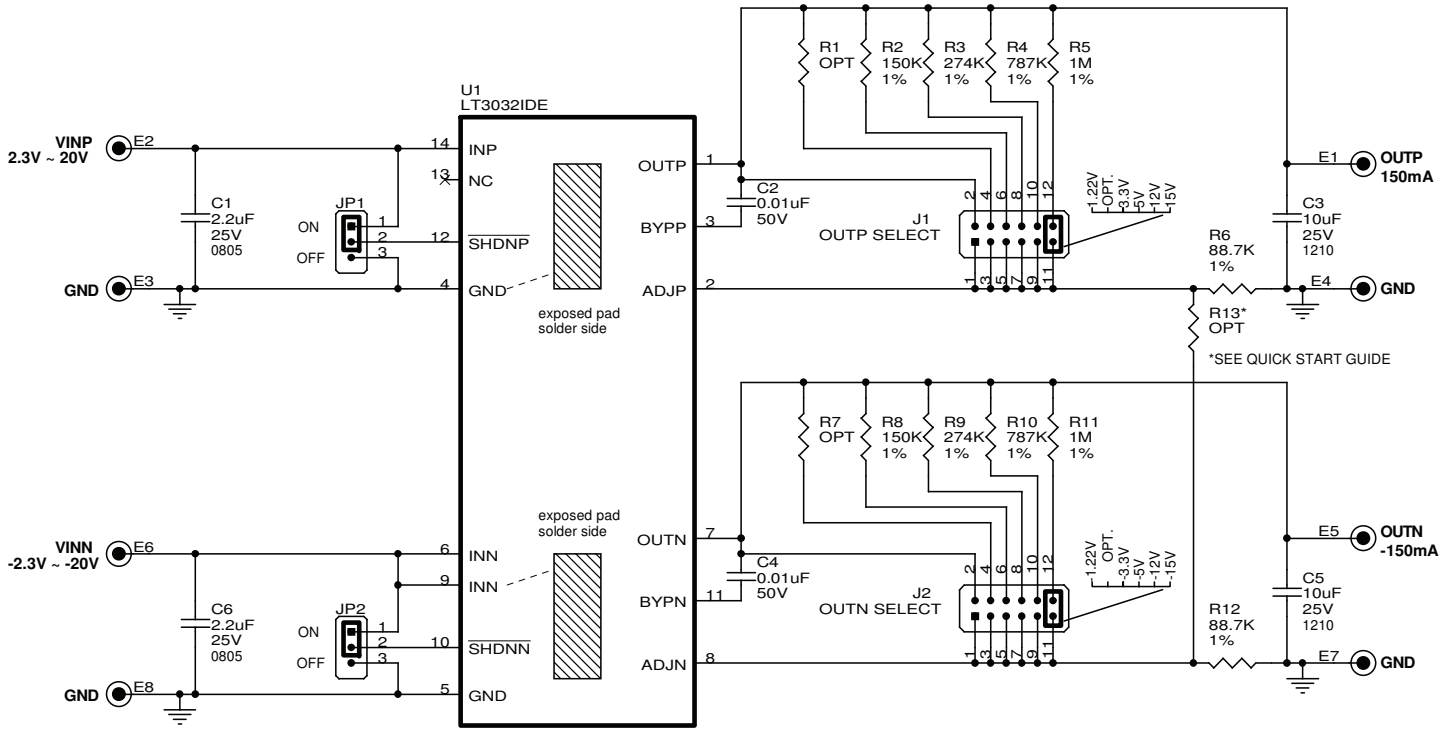 U1
LT3032IDE
VINP
2.3V ~ 20V
E2
C1
2.2uF
25V
0805
JP1
ON
OFF
1
2
3
GND
E3
14
INP
13
NC
12
SHDNP
4
GND
exposed pad
solder side
OUTP
1
BYPP
3
ADJP
2
C2
0.01uF
50V
R1
OPT
R2
150K
1%
R3
274K
1%
R4
787K
1%
R5
1M
1%
2
4
6
8
10
12
J1
OUTP SELECT
1
3
5
7
9
11
1.22V
OPT.
3.3V
5V
12V
15V
R6
88.7K
1%
E1
OUTP
150mA
C3
10uF
25V
1210
E4
GND
R13*
OPT
*SEE QUICK START GUIDE
VINN
-2.3V ~ -20V
E6
C6
2.2uF
25V
0805
JP2
ON
OFF
1
2
3
GND
E8
exposed pad
solder side
6
INN
9
INN
10
SHDNN
5
GND
OUTN
7
BYPN
11
ADJN
8
C4
0.01uF
50V
R7
OPT
R8
150K
1%
R9
274K
1%
R10
787K
1%
R11
1M
1%
2
4
6
8
10
12
J2
OUTN SELECT
1
3
5
7
9
11
1.22V
OPT.
-3.3V
-5V
-12V
-15V
R12
88.7K
1%
E5
OUTN
-150mA
C5
10uF
25V
1210
E7
GND